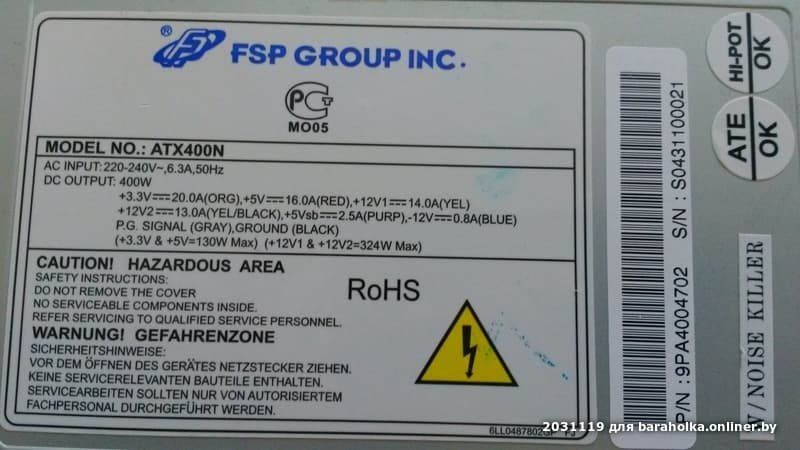 ® FSP GROUP INC.
PCT
MO05
MODEL NO.: ATX400N
AC INPUT:220-240V~,6.3A,50Hz
DC OUTPUT: 400W
+3.3V⎓20.0A(ORG),+5V⎓16.0A(RED),+12V1⎓14.0A(YEL)
+12V2⎓13.0A(YEL/BLACK),+5Vsb⎓2.5A(PURP),-12V⎓0.8A(BLUE)
P.G. SIGNAL (GRAY),GROUND (BLACK)
(+3.3V & +5V=130W Max) (+12V1 & +12V2=324W Max)
CAUTION! HAZARDOUS AREA
SAFETY INSTRUCTIONS:
DO NOT REMOVE THE COVER
NO SERVICEABLE COMPONENTS INSIDE.
REFER SERVICING TO QUALIFIED SERVICE PERSONNEL.
WARNUNG! GEFAHRENZONE
SICHERHEITSHINWEISE:
VOR DEM ÖFFNEN DES GERÄTES NETZSTECKER ZIEHEN.
KEINE SERVICERELEVANTEN BAUTEILE ENTHALTEN.
SERVICEARBEITEN SOLLTEN NUR VON AUTORISIERTEM
FACHPERSONAL DURCHGEFÜHRT WERDEN.
RoHS
6LL0487802GP
P/N :9PA4004702 S/N : S0431100021
HI-POT
OK
ATE
OK
W/NOISE KILLER
2031119 для baraholka.onliner.by